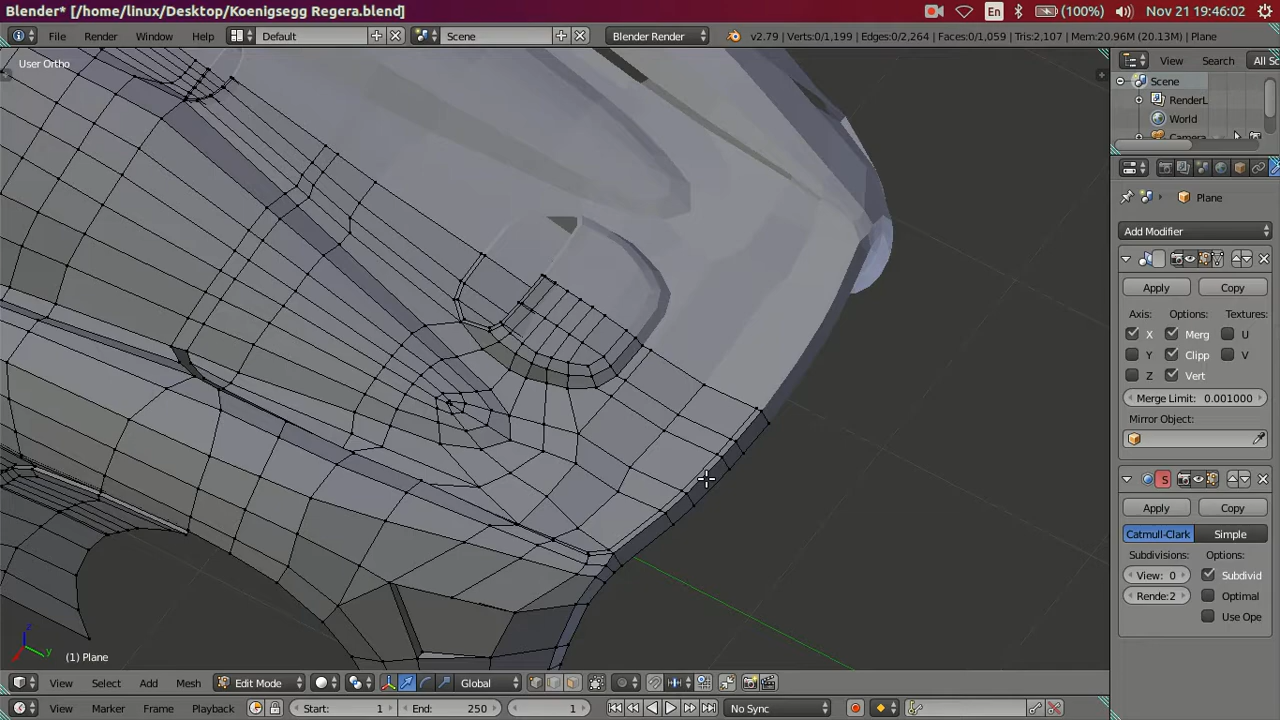 Blender* [/home/linux/Desktop/Koenigsegg Regera.blend]
En (100%) Nov 21 19:46:02
File Render Window Help Default Scene Blender Render v2.79 | Verts:0/1,199 | Edges:0/2,264 | Faces:0/1,059 | Tris:2,107 | Mem:20.96M (20.13M) | Plane
View Search All Sc
User Ortho
Scene
RenderL
World
Camera
Plane
Add Modifier
Apply Copy
Axis: Options: Textures:
X Merg U
Y Clipp V
Z Vert
Merge Limit: 0.001000
Mirror Object:
S
Apply Copy
Catmull-Clark Simple
Subdivisions: Options:
View: 0 Subdivid
Rende: 2 Optimal
Use Ope
z
y
x
(1) Plane
View Select Add Mesh Edit Mode Global
View Marker Frame Playback Start: 1 End: 250 1 No Sync